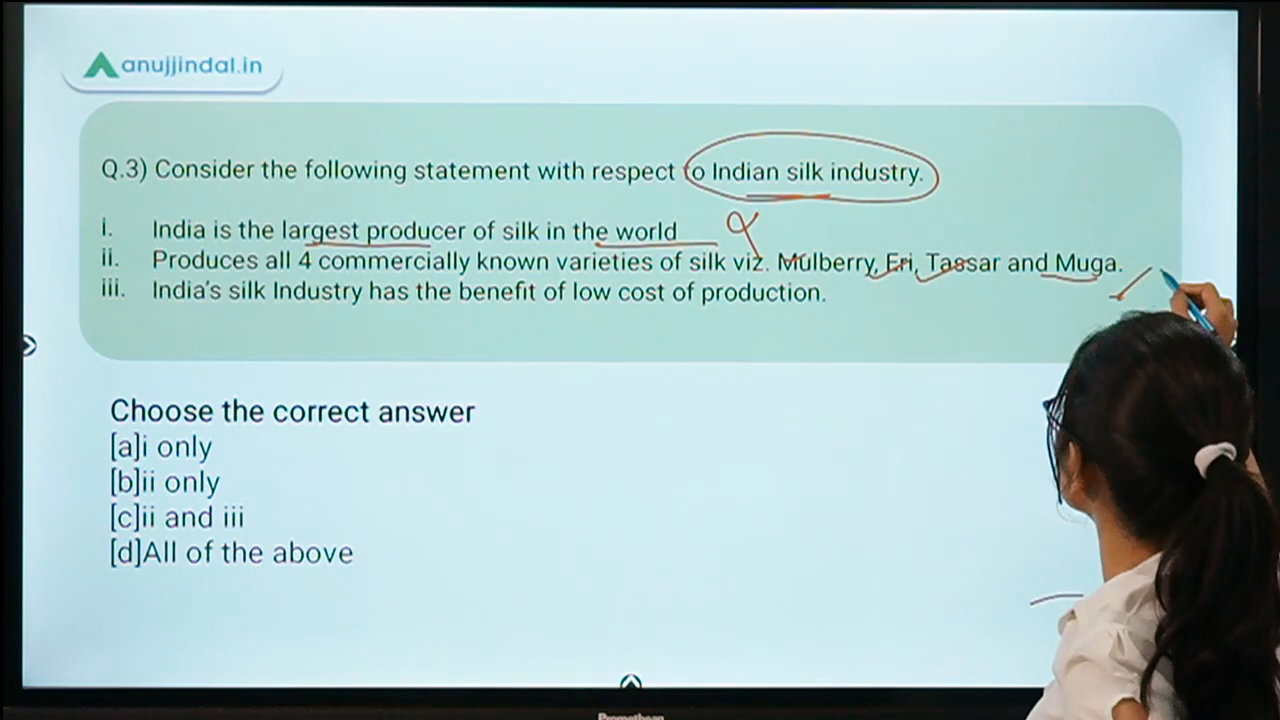 anujjindal.in
Q.3) Consider the following statement with respect to Indian silk industry.
i. India is the largest producer of silk in the world
ii. Produces all 4 commercially known varieties of silk viz. Mulberry, Eri, Tassar and Muga.
iii. India's silk Industry has the benefit of low cost of production.
Choose the correct answer
[a]i only
[b]ii only
[c]ii and iii
[d]All of the above
Promethean